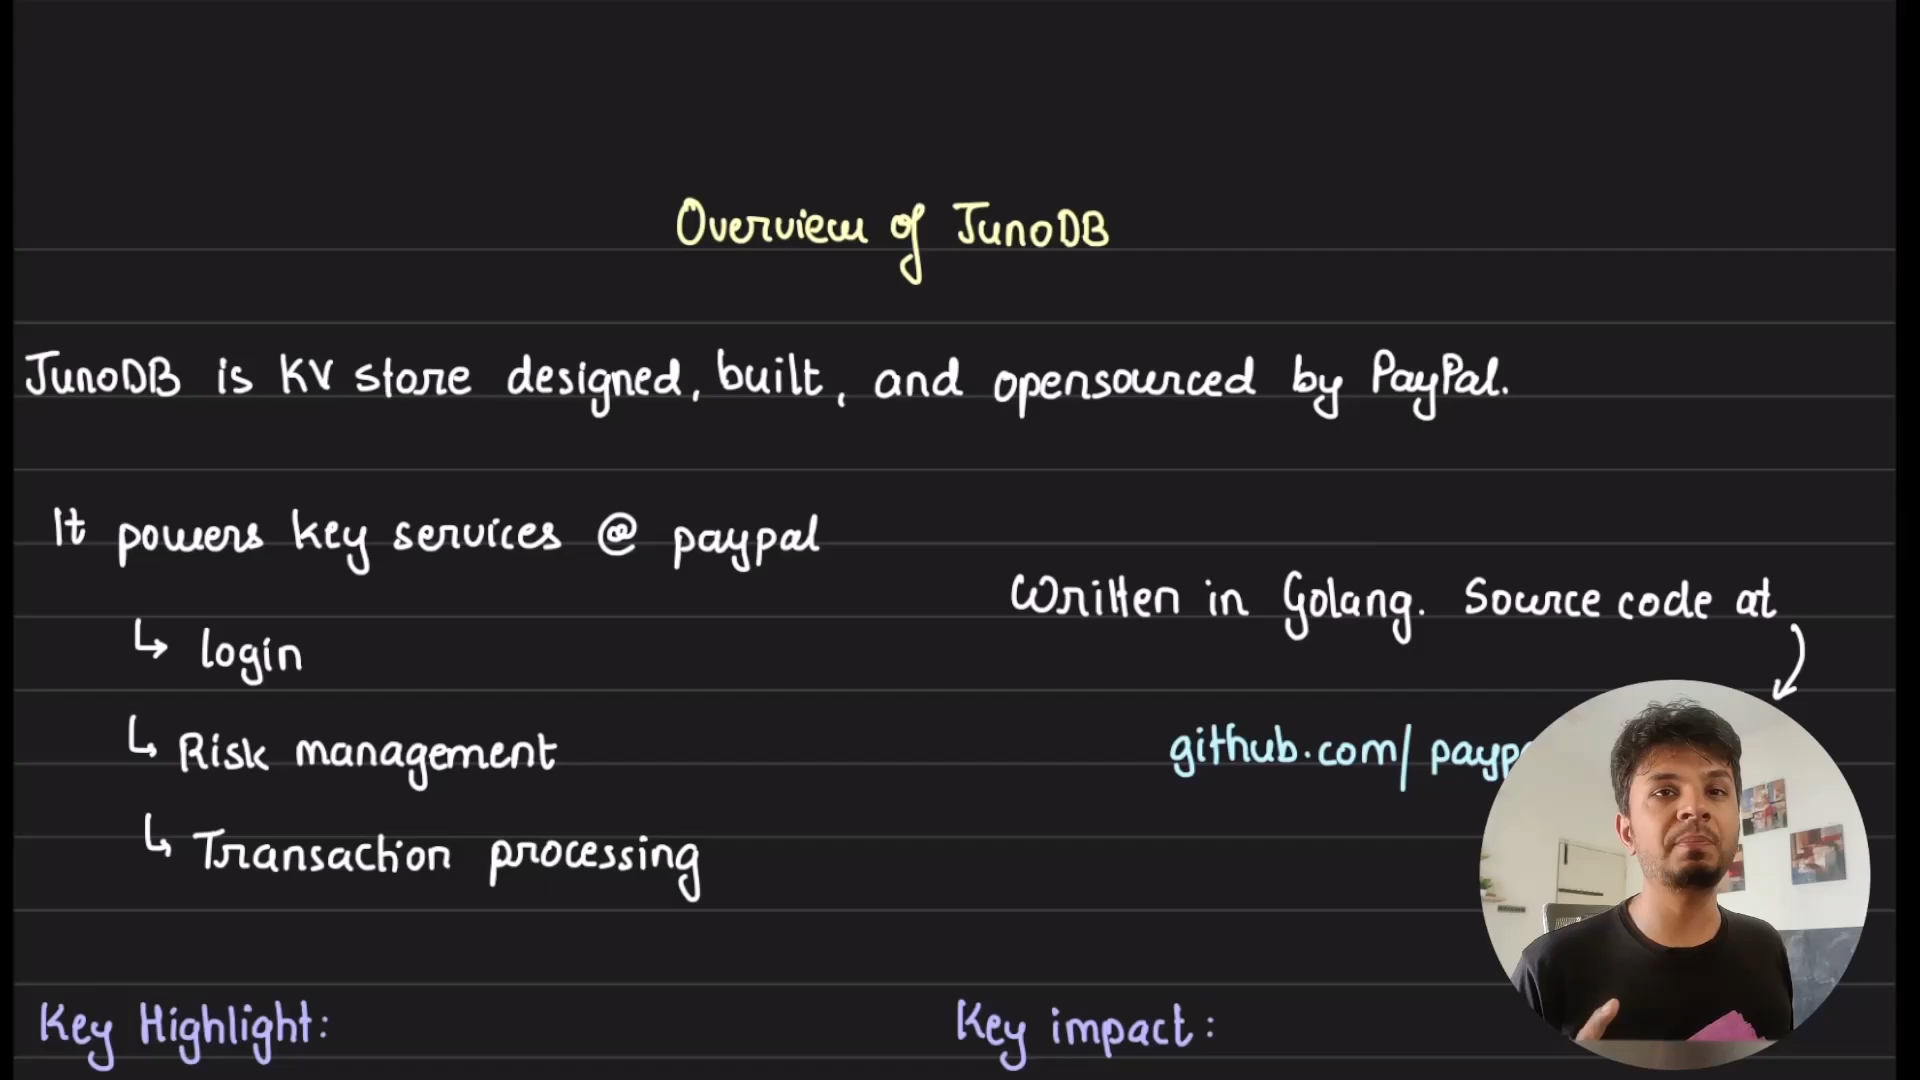 Overview of JunoDB
JunoDB is KV store designed, built, and opensourced by PayPal.
It powers key services @ paypal
↳ login
↳ Risk management
↳ Transaction processing
Written in Golang. Source code at
github.com/
Key Highlight:
Key impact: